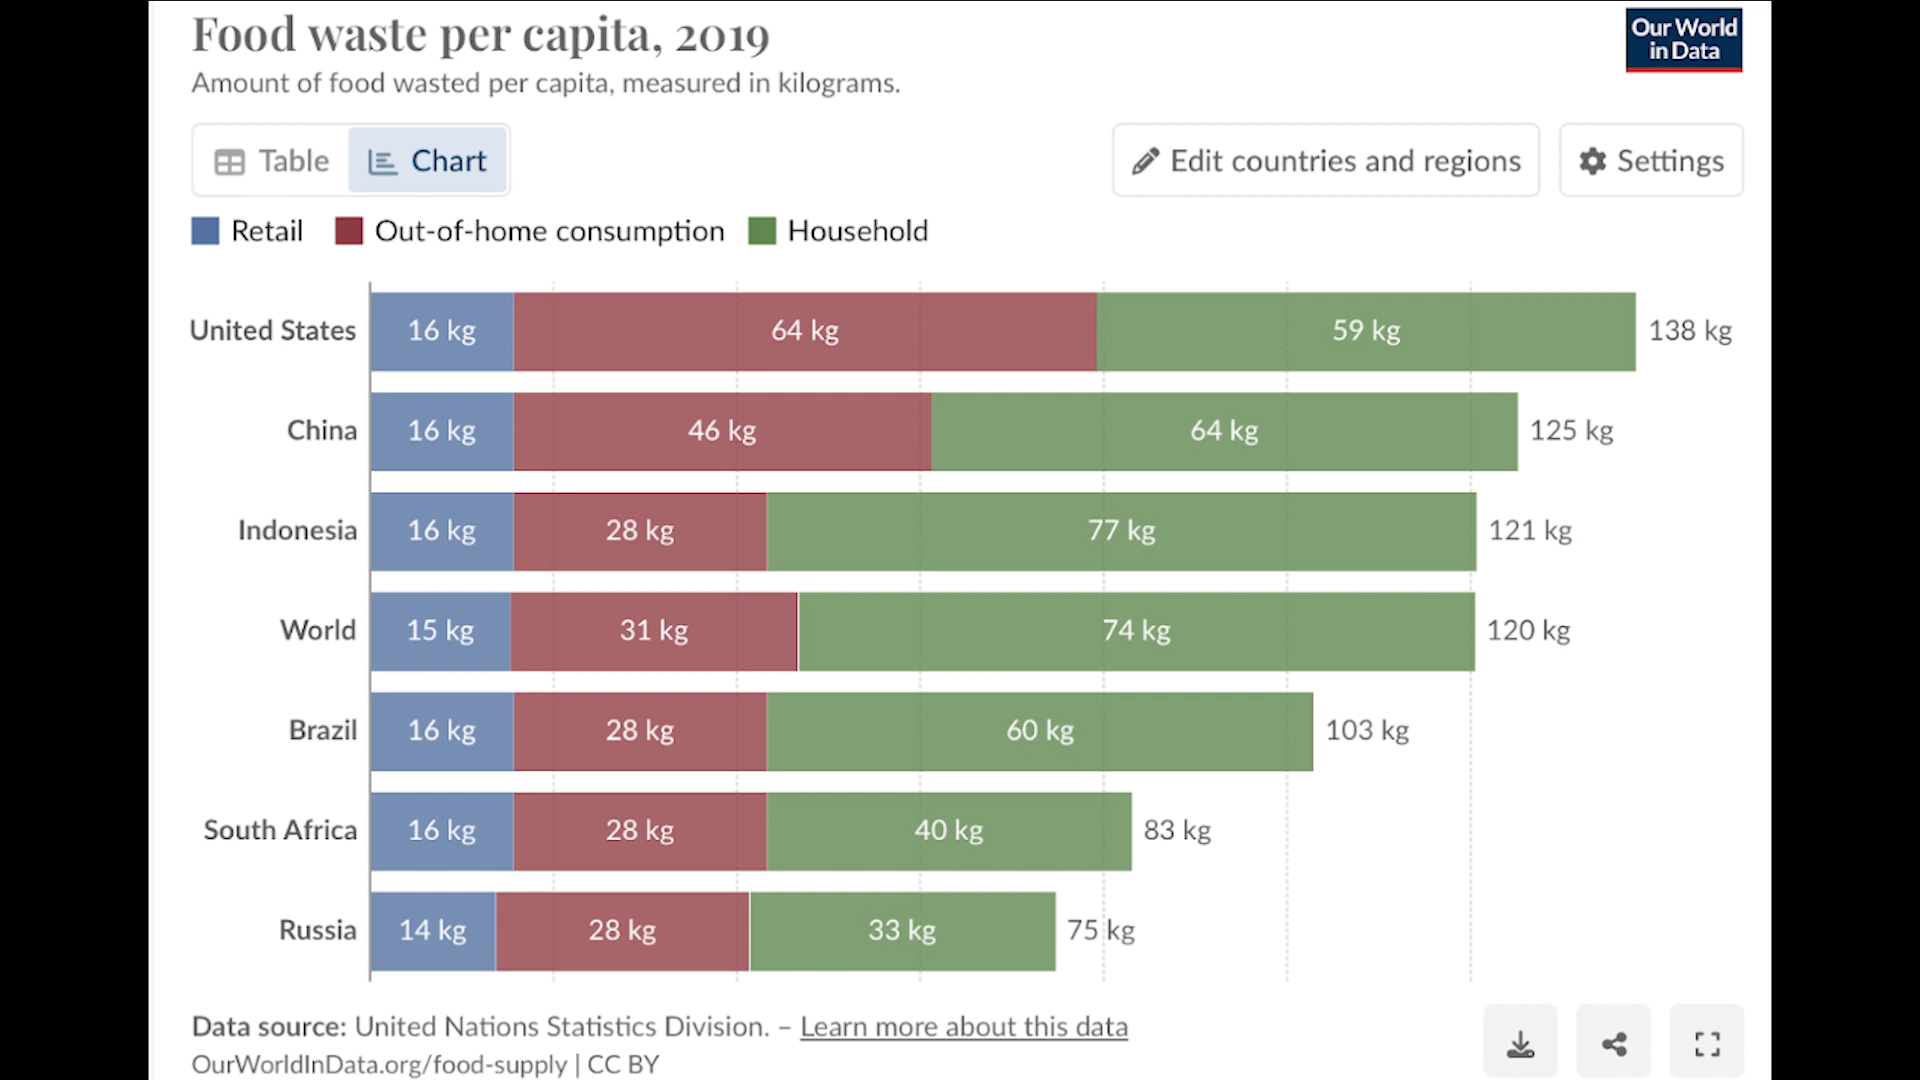 Food waste per capita, 2019
Our World
in Data
Amount of food wasted per capita, measured in kilograms.
Table Chart Edit countries and regions Settings
Retail Out-of-home consumption Household
United States 16 kg 64 kg 59 kg 138 kg
China 16 kg 46 kg 64 kg 125 kg
Indonesia 16 kg 28 kg 77 kg 121 kg
World 15 kg 31 kg 74 kg 120 kg
Brazil 16 kg 28 kg 60 kg 103 kg
South Africa 16 kg 28 kg 40 kg 83 kg
Russia 14 kg 28 kg 33 kg 75 kg
Data source: United Nations Statistics Division. – Learn more about this data
OurWorldInData.org/food-supply | CC BY